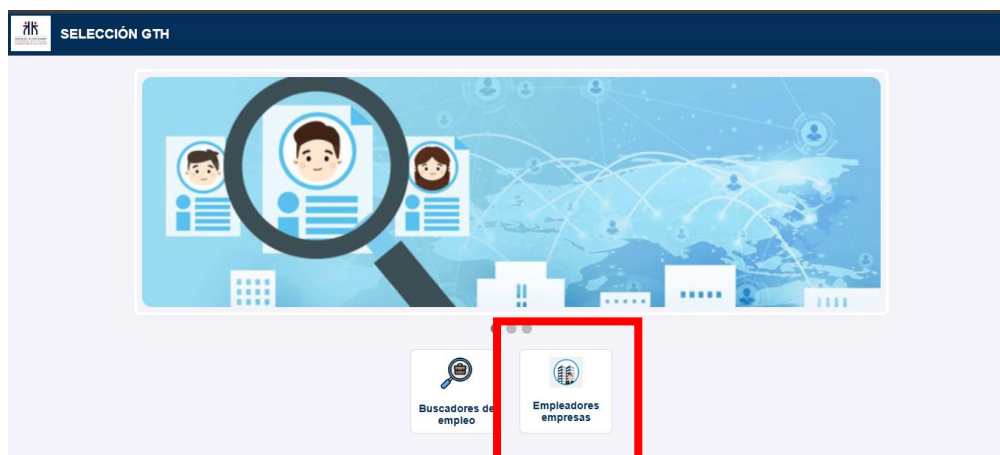 SELECCIÓN GTH
Buscadores de
empleo
Empleadores
empresas